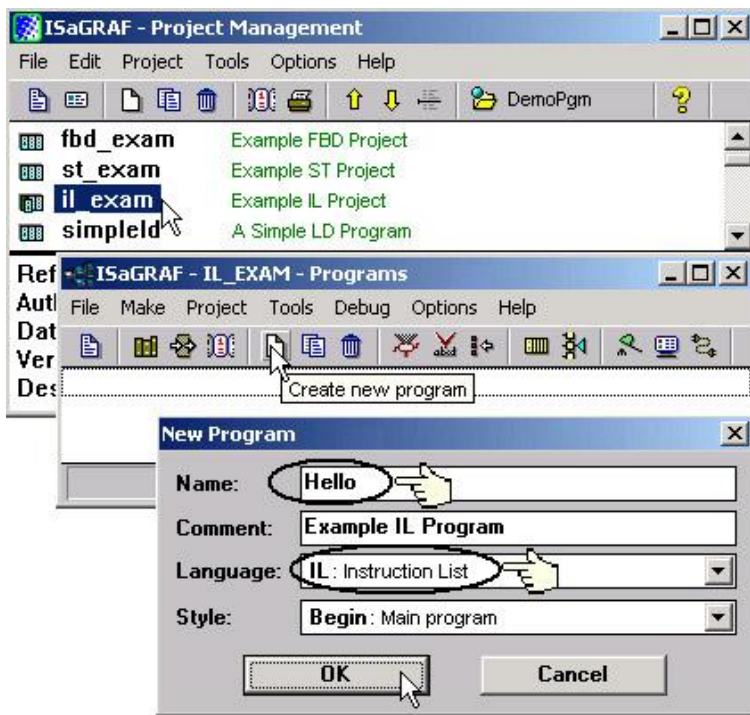 ISaGRAF - Project Management
File Edit Project Tools Options Help
DemoPgm
fbd_exam Example FBD Project
st_exam Example ST Project
il_exam Example IL Project
simpleld A Simple LD Program
Ref
ISaGRAF - IL_EXAM - Programs
Aut
File Make Project Tools Debug Options Help
Dat
Ver
Des
Create new program
New Program
Name: Hello
Comment: Example IL Program
Language: IL : Instruction List
Style: Begin : Main program
OK Cancel